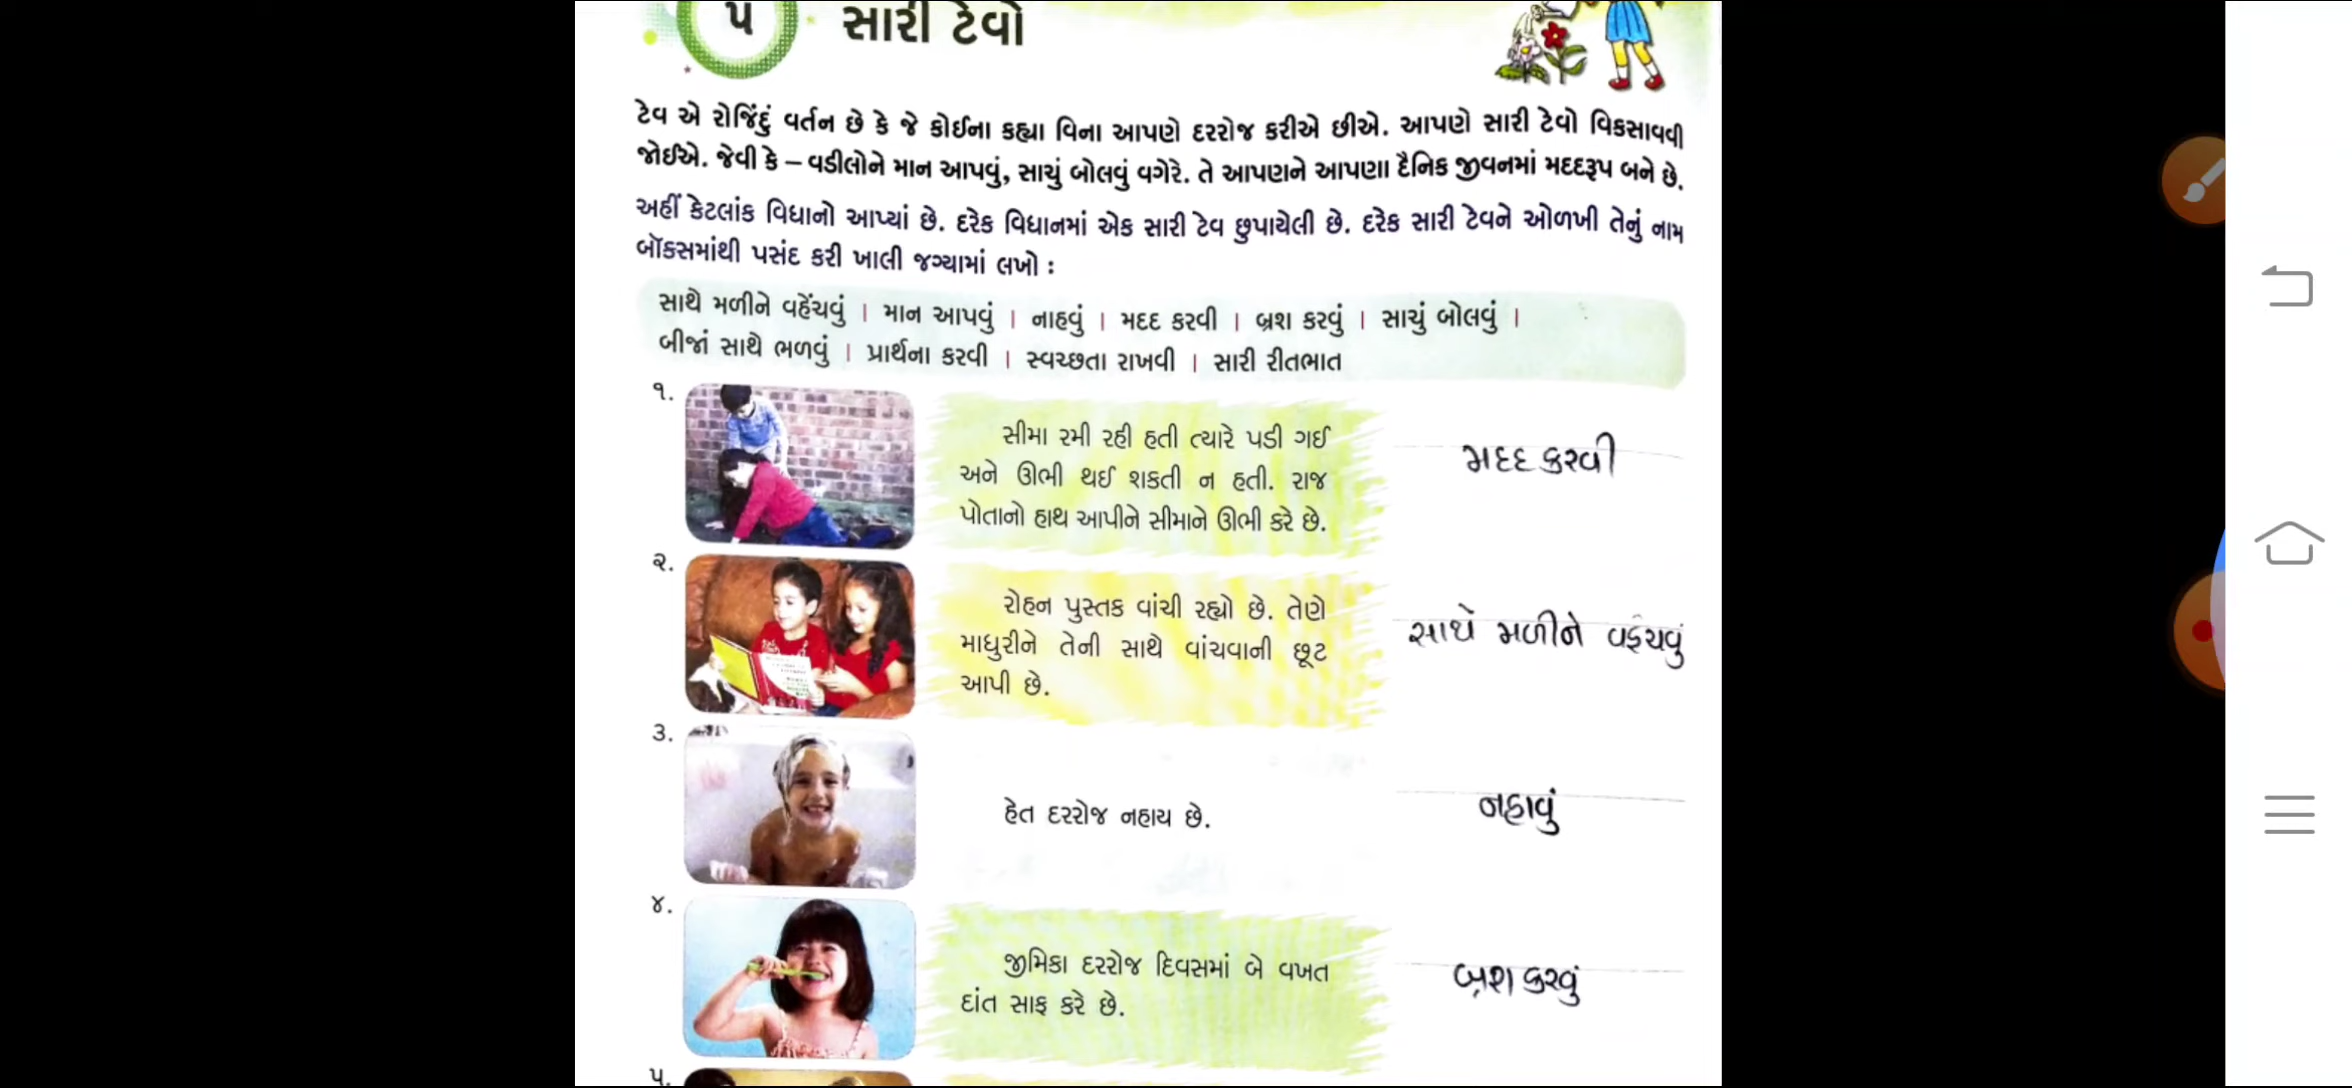 ૫ સારી ટેવો
ટેવ એ રોજિંદું વર્તન છે કે જે કોઈના કહ્યા વિના આપણે દરરોજ કરીએ છીએ. આપણે સારી ટેવો વિકસાવવી
જોઈએ. જેવી કે – વડીલોને માન આપવું, સાચું બોલવું વગેરે. તે આપણને આપણા દૈનિક જીવનમાં મદદરૂપ બને છે.
અહીં કેટલાંક વિધાનો આપ્યાં છે. દરેક વિધાનમાં એક સારી ટેવ છુપાયેલી છે. દરેક સારી ટેવને ઓળખી તેનું નામ
બૉક્સમાંથી પસંદ કરી ખાલી જગ્યામાં લખો :
સાથે મળીને વહેંચવું | માન આપવું | નાહવું | મદદ કરવી | બ્રશ કરવું | સાચું બોલવું |
બીજાં સાથે ભળવું | પ્રાર્થના કરવી | સ્વચ્છતા રાખવી | સારી રીતભાત
૧.
સીમા રમી રહી હતી ત્યારે પડી ગઈ
અને ઊભી થઈ શકતી ન હતી. રાજ
પોતાનો હાથ આપીને સીમાને ઊભી કરે છે.
મદદ કરવી
૨.
રોહન પુસ્તક વાંચી રહ્યો છે. તેણે
માધુરીને તેની સાથે વાંચવાની છૂટ
આપી છે.
સાથે મળીને વહેંચવું
૩.
હેત દરરોજ નહાય છે.
નહાવું
૪.
જીમિકા દરરોજ દિવસમાં બે વખત
દાંત સાફ કરે છે.
બ્રશ કરવું
૫.